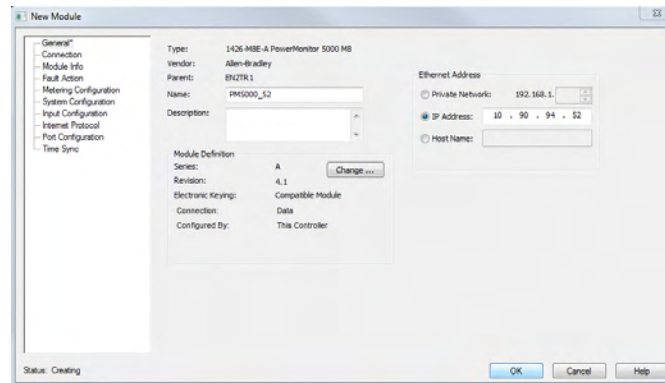 New Module
General*
Connection
Module Info
Fault Action
Metering Configuration
System Configuration
Input Configuration
Internet Protocol
Port Configuration
Time Sync
Type: 1426-M8E-A PowerMonitor 5000 M8
Vendor: Allen-Bradley
Parent: EN2TR1
Name: PM5000_52
Description:
Module Definition
Series: A
Change ...
Revision: 4.1
Electronic Keying: Compatible Module
Connection: Data
Configured By: This Controller
Ethernet Address
Private Network: 192.168.1.
IP Address: 10 . 90 . 94 . 52
Host Name:
Status: Creating
OK Cancel Help